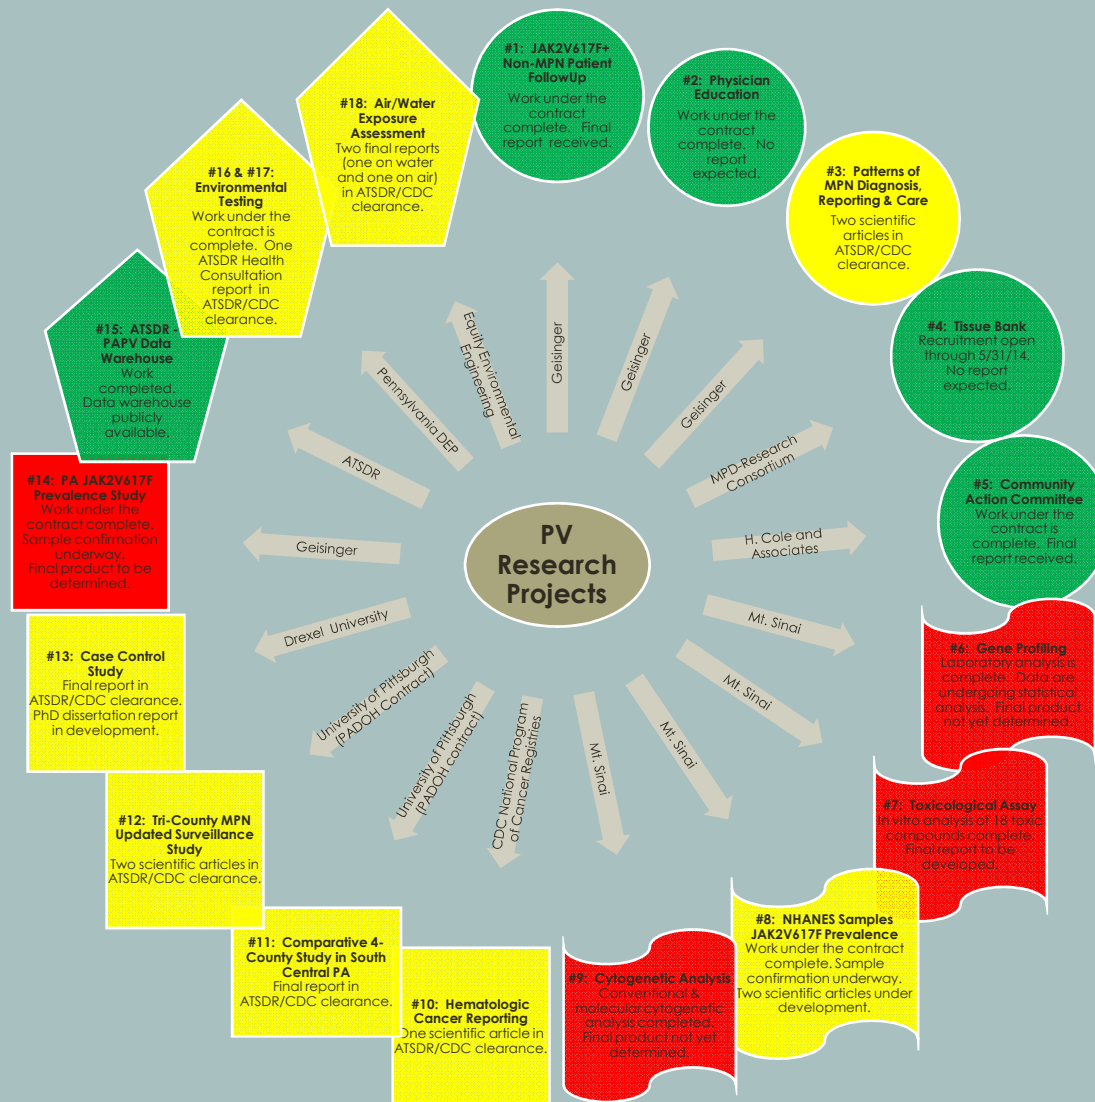 #1: JAK2V617F+
Non-MPN Patient
FollowUp
Work under the
contract
complete. Final
report received.
#2: Physician
Education
Work under the
contract
complete. No
report
expected.
#3: Patterns of
MPN Diagnosis,
Reporting & Care
Two scientific
articles in
ATSDR/CDC
clearance.
#4: Tissue Bank
Recruitment open
through 5/31/14.
No report
expected.
#5: Community
Action Committee
Work under the
contract is
complete. Final
report received.
#6: Gene Profiling
Laboratory analysis is
complete. Data are
undergoing statistical
analysis. Final product
not yet determined.
#7: Toxicological Assay
In vitro analysis of 18 toxic
compounds complete.
Final report to be
developed.
#8: NHANES Samples
JAK2V617F Prevalence
Work under the contract
complete. Sample
confirmation underway.
Two scientific articles under
development.
#9: Cytogenetic Analysis
Conventional &
molecular cytogenetic
analysis completed.
Final product not yet
determined.
#10: Hematologic
Cancer Reporting
One scientific article in
ATSDR/CDC clearance.
#11: Comparative 4-
County Study in South
Central PA
Final report in
ATSDR/CDC clearance.
#12: Tri-County MPN
Updated Surveillance
Study
Two scientific articles in
ATSDR/CDC clearance.
#13: Case Control
Study
Final report in
ATSDR/CDC clearance.
PhD dissertation report
in development.
#14: PA JAK2V617F
Prevalence Study
Work under the
contract complete.
Sample confirmation
underway.
Final product to be
determined.
#15: ATSDR -
PAPV Data
Warehouse
Work
completed.
Data warehouse
publicly
available.
#16 & #17:
Environmental
Testing
Work under the
contract is
complete. One
ATSDR Health
Consultation
report in
ATSDR/CDC
clearance.
#18: Air/Water
Exposure
Assessment
Two final reports
(one on water
and one on air)
in ATSDR/CDC
clearance.
Geisinger
Geisinger
Geisinger
MPD-Research
Consortium
H. Cole and
Associates
Mt. Sinai
Mt. Sinai
Mt. Sinai
Mt. Sinai
CDC National Program
of Cancer Registries
University of Pittsburgh
(PADOH contract)
University of Pittsburgh
(PADOH Contract)
Drexel University
Geisinger
ATSDR
Pennsylvania DEP
Equity Environmental
Engineering
PV
Research
Projects